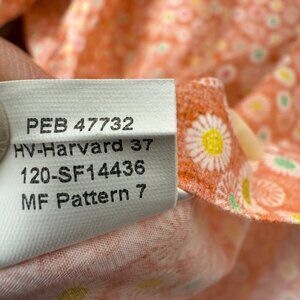 PEB 47732
HV-Harvard 37
120-SF14436
MF Pattern 7